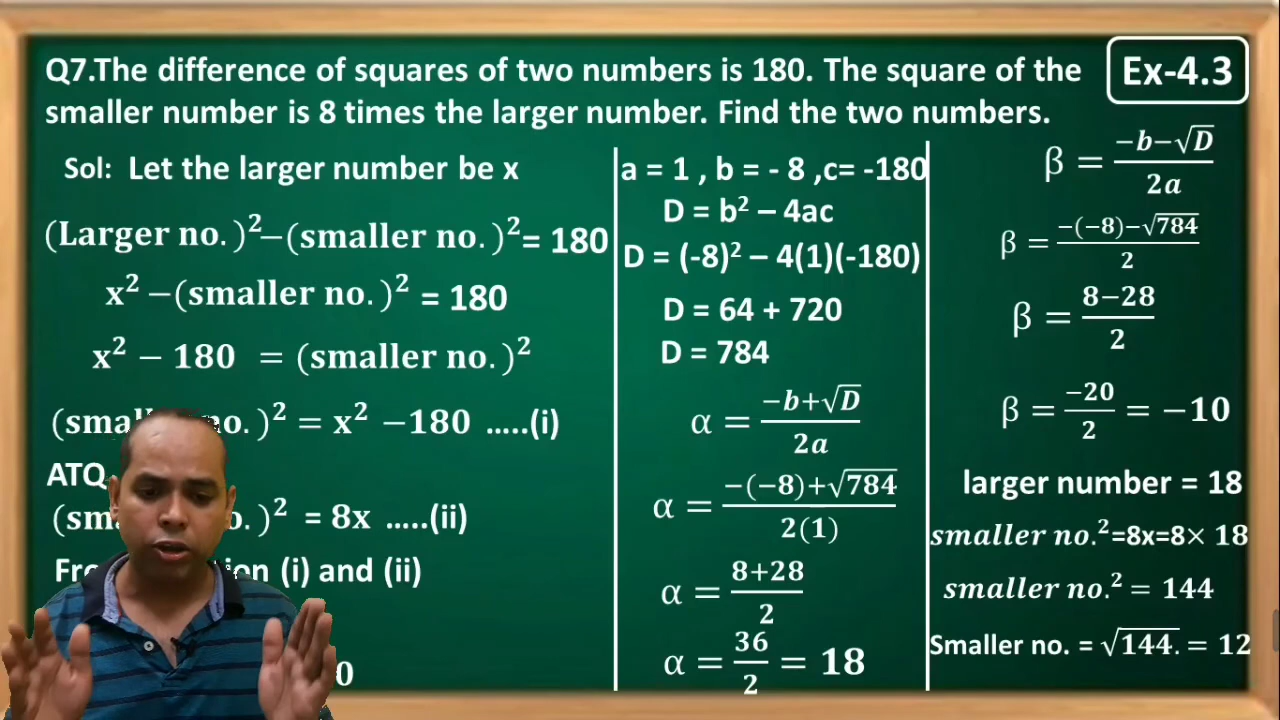 Q7.The difference of squares of two numbers is 180. The square of the
smaller number is 8 times the larger number. Find the two numbers.
Ex-4.3
Sol: Let the larger number be x
(Larger no.)²−(smaller no.)²= 180
x² −(smaller no.)² = 180
x² − 180 = (smaller no.)²
(smal o.)² = x² −180 .....(i)
ATQ
(sm o.)² = 8x .....(ii)
ion (i) and (ii)
0
a = 1 , b = - 8 ,c= -180
D = b² – 4ac
D = (-8)² – 4(1)(-180)
D = 64 + 720
D = 784
α = (−b+√D)/2a
α = (−(−8)+√784)/2(1)
α = (8+28)/2
α = 36/2 = 18
β = (−b−√D)/2a
β = (−(−8)−√784)/2
β = (8−28)/2
β = −20/2 = −10
larger number = 18
smaller no.²=8x=8× 18
smaller no.² = 144
Smaller no. = √144. = 12